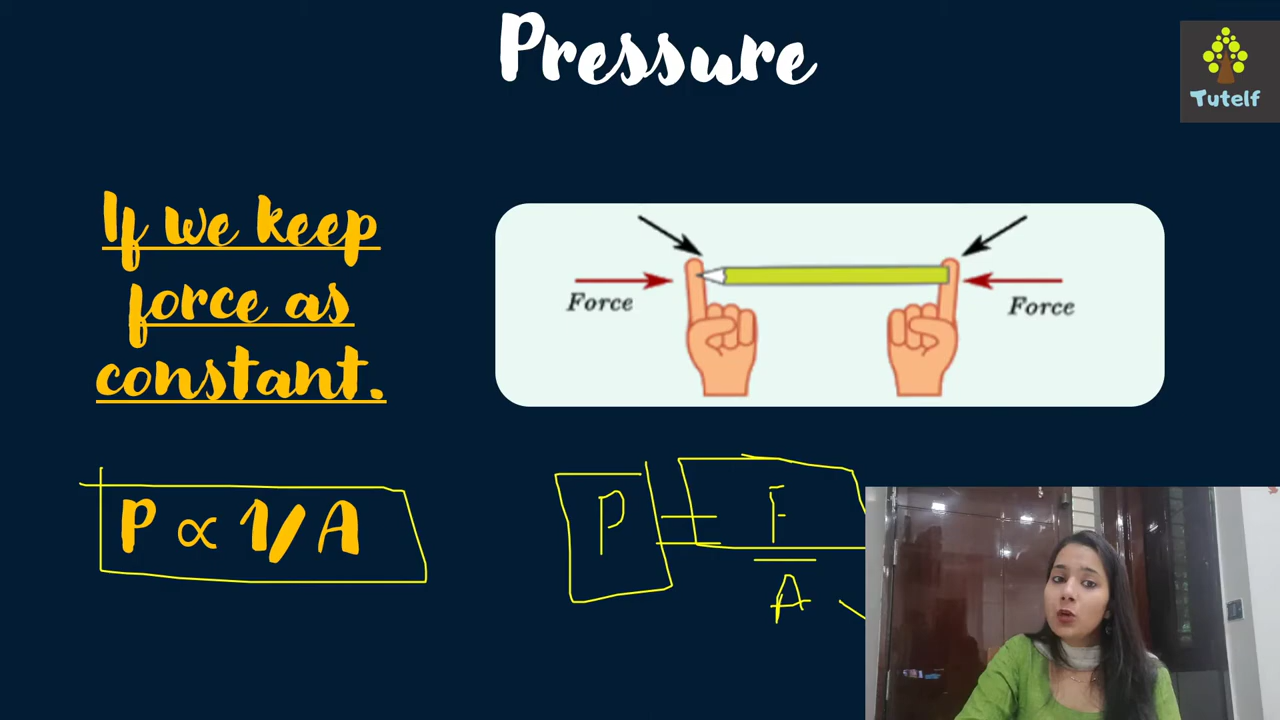 Pressure
Tutelf
If we keep
force as
constant.
Force
Force
P ∝ 1/A
P = F
A